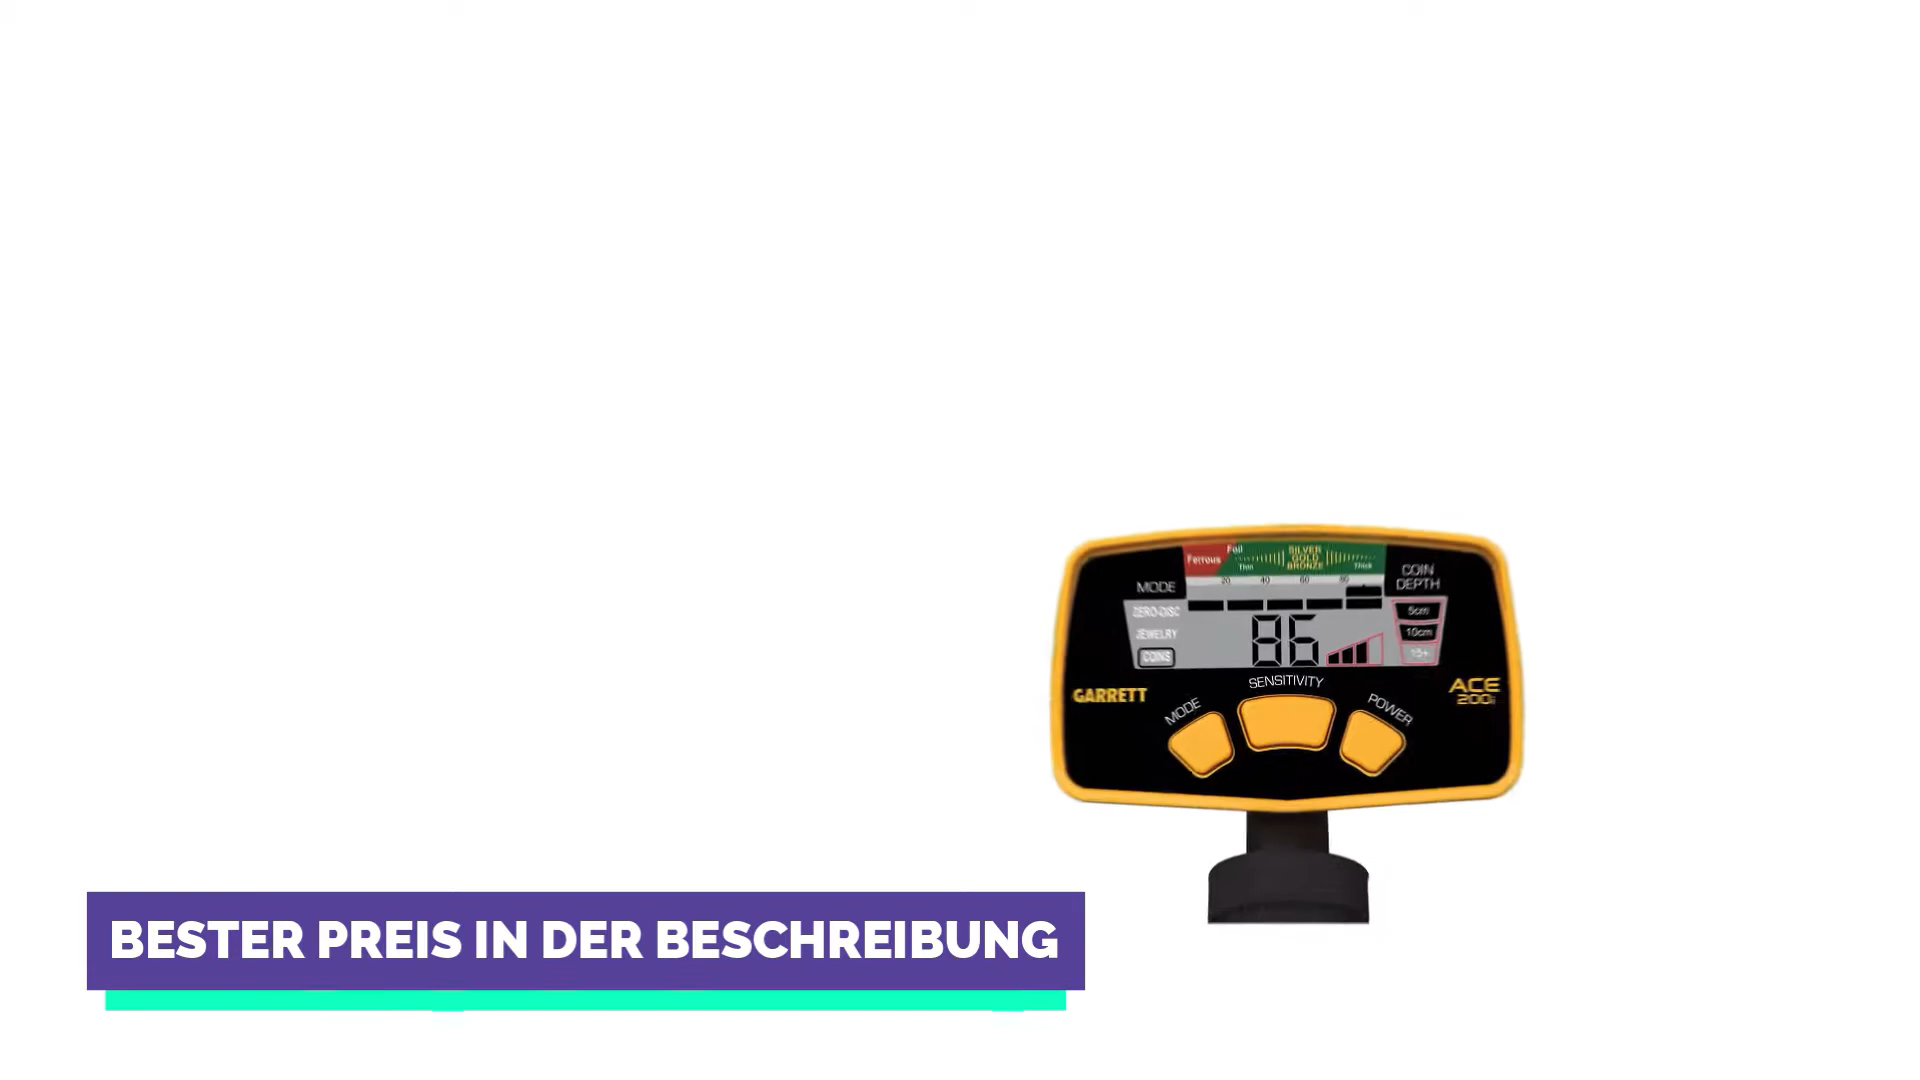 Foil
Ferrous
Thin
SILVER
GOLD
BRONZE
Thick
20 40 60 80
MODE
ZERO-DISC
JEWELRY
COINS
86
COIN
DEPTH
5cm
10cm
15+
GARRETT
SENSITIVITY
MODE
POWER
ACE
200i
BESTER PREIS IN DER BESCHREIBUNG